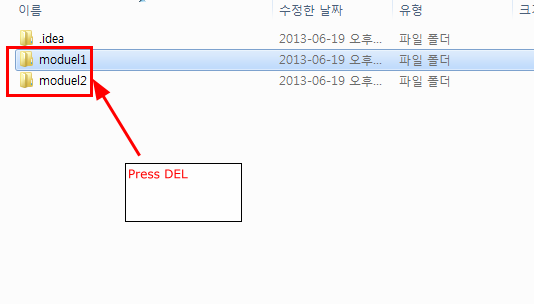 이름 수정한 날짜 유형 크
.idea 2013-06-19 오후... 파일 폴더
moduel1 2013-06-19 오후... 파일 폴더
moduel2 2013-06-19 오후... 파일 폴더
Press DEL